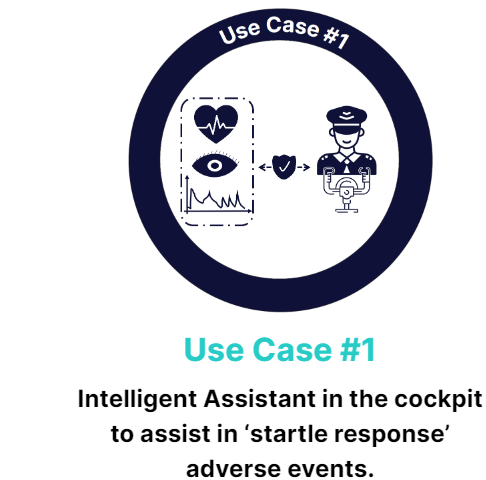 Use Case #1
Use Case #1
Intelligent Assistant in the cockpit
to assist in ‘startle response’
adverse events.